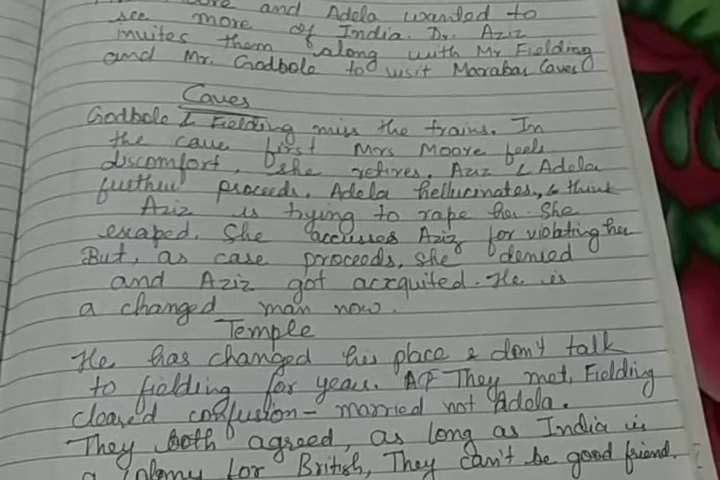 and Adela wanted to
see more of India. Dr. Aziz
invites them along with Mr Fielding
and Mr. Godbole to visit Marabar Caves
Caves
Godbole & Fielding miss the trains. In
the cave first Mrs Moore feels
discomfort, she retires. Aziz & Adela
further proceeds. Adela hellucinates, & think
Aziz is trying to rape her. She
escaped. She accusses Aziz for violating her
But, as case proceeds, she denied
and Aziz got acxquited. He is
a changed man now.
Temple
He has changed his place & don't talk
to fielding for years. They met, Fielding
cleared confusion - married not Adela.
They both agreed, as long as India is
a colony for British, They can't be good friend.